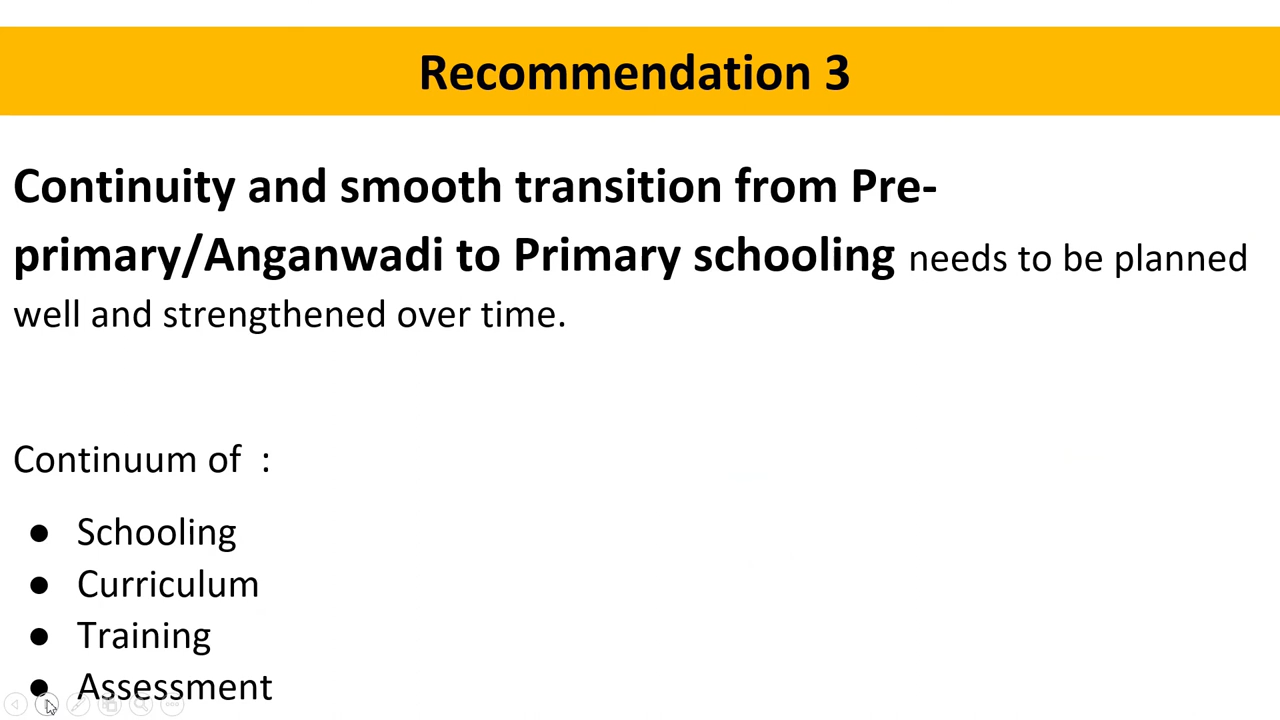 Recommendation 3
Continuity and smooth transition from Pre-
primary/Anganwadi to Primary schooling needs to be planned
well and strengthened over time.
Continuum of :
● Schooling
● Curriculum
● Training
● Assessment